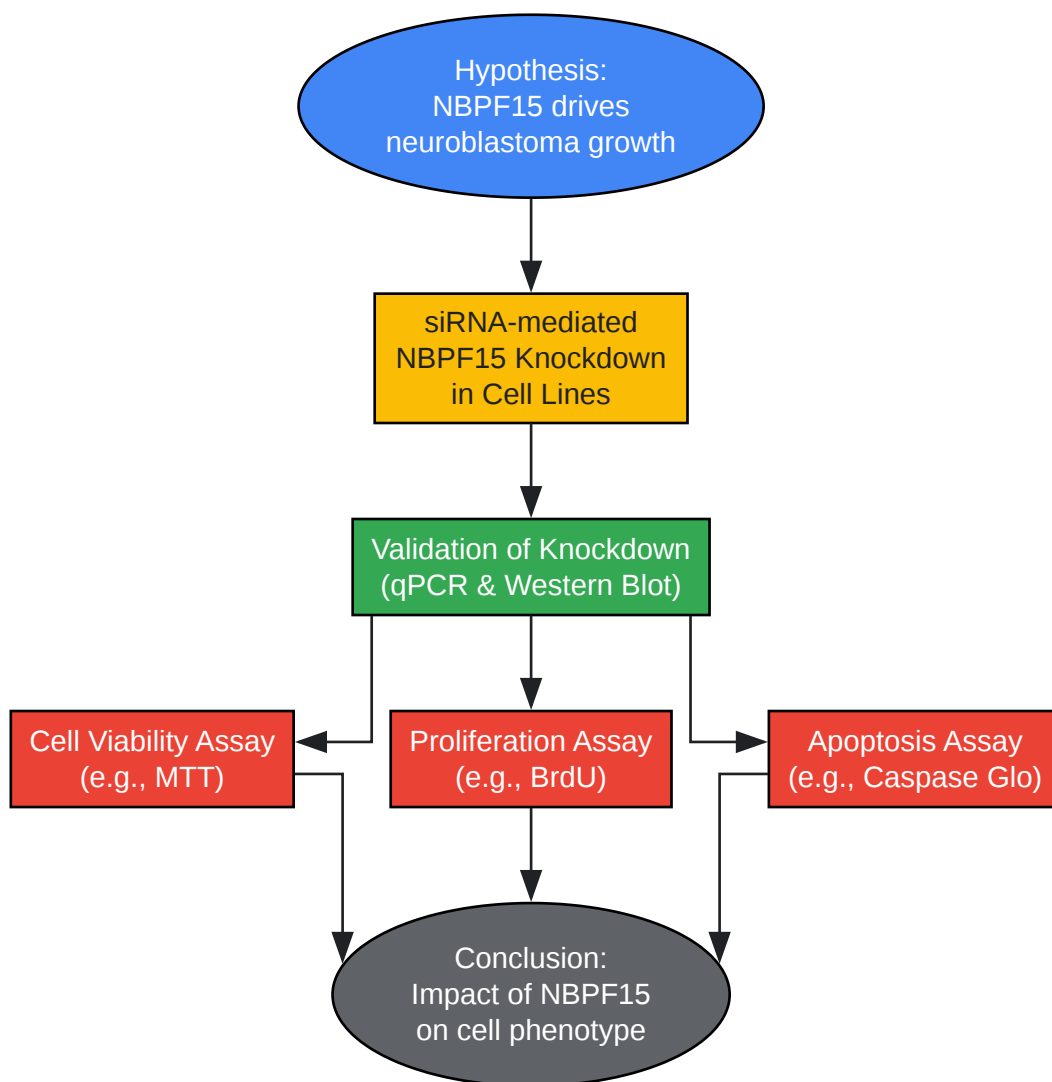 Hypothesis:
NBPF15 drives
neuroblastoma growth
siRNA-mediated
NBPF15 Knockdown
in Cell Lines
Validation of Knockdown
(qPCR & Western Blot)
Cell Viability Assay
(e.g., MTT)
Proliferation Assay
(e.g., BrdU)
Apoptosis Assay
(e.g., Caspase Glo)
Conclusion:
Impact of NBPF15
on cell phenotype